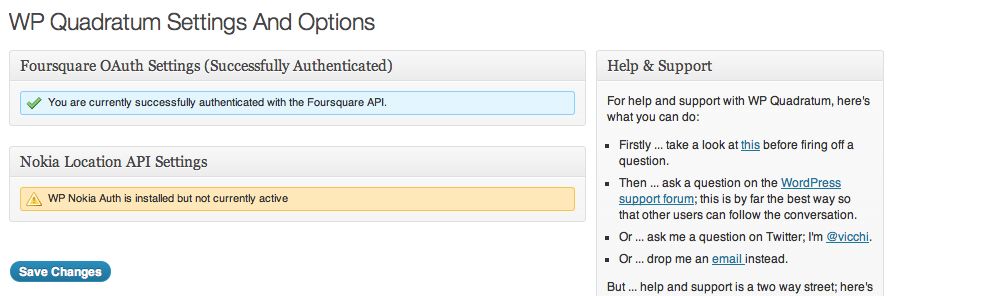 WP Quadratum Settings And Options
Foursquare OAuth Settings (Successfully Authenticated)
You are currently successfully authenticated with the Foursquare API.
Nokia Location API Settings
WP Nokia Auth is installed but not currently active
Save Changes
Help & Support
For help and support with WP Quadratum, here's
what you can do:
Firstly ... take a look at this before firing off a
question.
Then ... ask a question on the WordPress
support forum; this is by far the best way so
that other users can follow the conversation.
Or ... ask me a question on Twitter; I'm @vicchi.
Or ... drop me an email instead.
But ... help and support is a two way street; here's